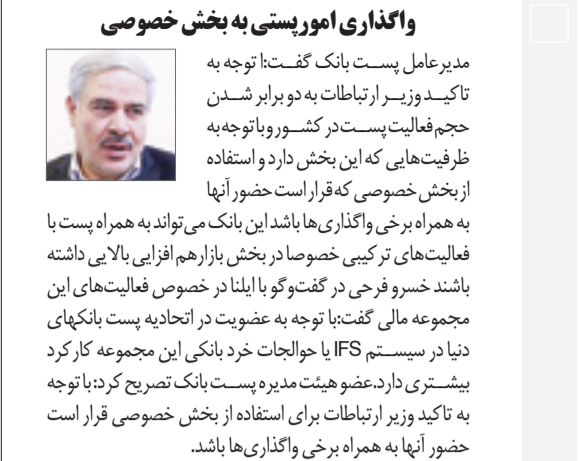 واگذاری امور پستی به بخش خصوصی
مدیرعامل پست بانک گفت:ا توجه به
تاکید وزیر ارتباطات به دو برابر شدن
حجم فعالیت پست در کشور و با توجه به
ظرفیت‌هایی که این بخش دارد و استفاده
از بخش خصوصی که قرار است حضور آنها
به همراه برخی واگذاری‌ها باشد این بانک می‌تواند به همراه پست با
فعالیت‌های ترکیبی خصوصا در بخش بازار هم افزایی بالایی داشته
باشند خسرو فرحی در گفت‌وگو با ایلنا در خصوص فعالیت‌های این
مجموعه مالی گفت:با توجه به عضویت در اتحادیه پست بانکهای
دنیا در سیستم IFS یا حوالجات خرد بانکی این مجموعه کارکرد
بیشتری دارد.عضو هیئت مدیره پست بانک تصریح کرد:با توجه
به تاکید وزیر ارتباطات برای استفاده از بخش خصوصی قرار است
حضور آنها به همراه برخی واگذاری‌ها باشد.